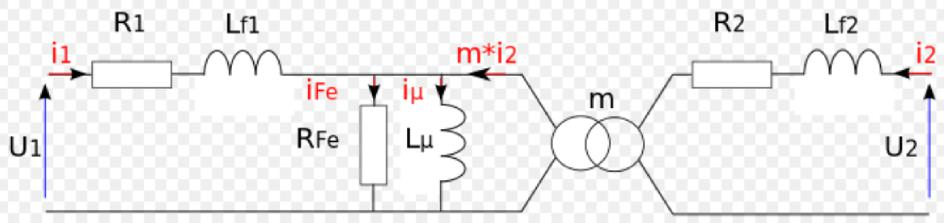 R1 Lf1 R2 Lf2
i1 m*i2 i2
iFe iμ m
U1 RFe Lμ U2